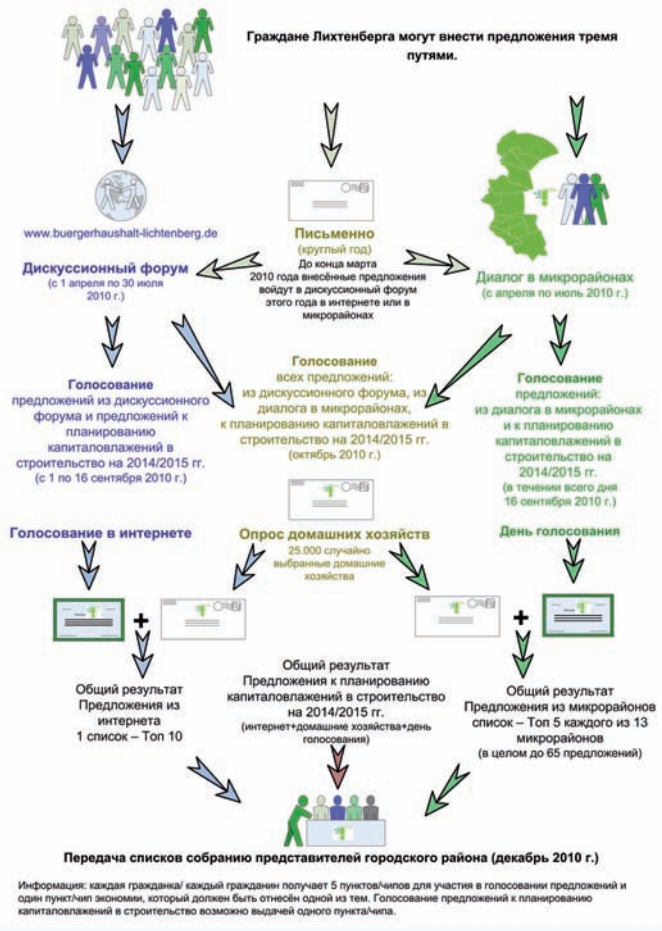 Граждане Лихтенберга могут внести предложения тремя
путями.
www.buergerhaushalt-lichtenberg.de
Дискуссионный форум
(с 1 апреля по 30 июля
2010 г.)
Письменно
(круглый год)
До конца марта
2010 года внесённые предложения
войдут в дискуссионный форум
этого года в интернете или в
микрорайонах
Диалог в микрорайонах
(с апреля по июль 2010 г.)
Голосование
предложений из дискуссионного
форума и предложений к
планированию
капиталовлажений в
строительство на 2014/2015 гг.
(с 1 по 16 сентября 2010 г.)
Голосование
всех предложений:
из дискуссионного форума, из
диалога в микрорайонах,
к планированию капиталовлажений в
строительство на 2014/2015 гг.
(октябрь 2010 г.)
Голосование
предложений:
из диалога в микрорайонах
и к планированию
капиталовлажений в
строительство на
2014/2015 гг.
(в течении всего дня
16 сентября 2010 г.)
Голосование в интернете
Опрос домашних хозяйств
25.000 случайно
выбранные домашние
хозяйства
День голосования
+
+
Общий результат
Предложения из
интернета
1 список – Топ 10
Общий результат
Предложения к планированию
капиталовлажений в строительство
на 2014/2015 гг.
(интернет+домашние хозяйства+день
голосования)
Общий результат
Предложения из микрорайонов
список – Топ 5 каждого из 13
микрорайонов
(в целом до 65 предложений)
Передача списков собранию представителей городского района (декабрь 2010 г.)
Информация: каждая гражданка/ каждый гражданин получает 5 пунктов/чипов для участия в голосовании предложений и
один пункт/чип экономии, который должен быть отнесён одной из тем. Голосование предложений к планированию
капиталовлажений в строительство возможно выдачей одного пункта/чипа.